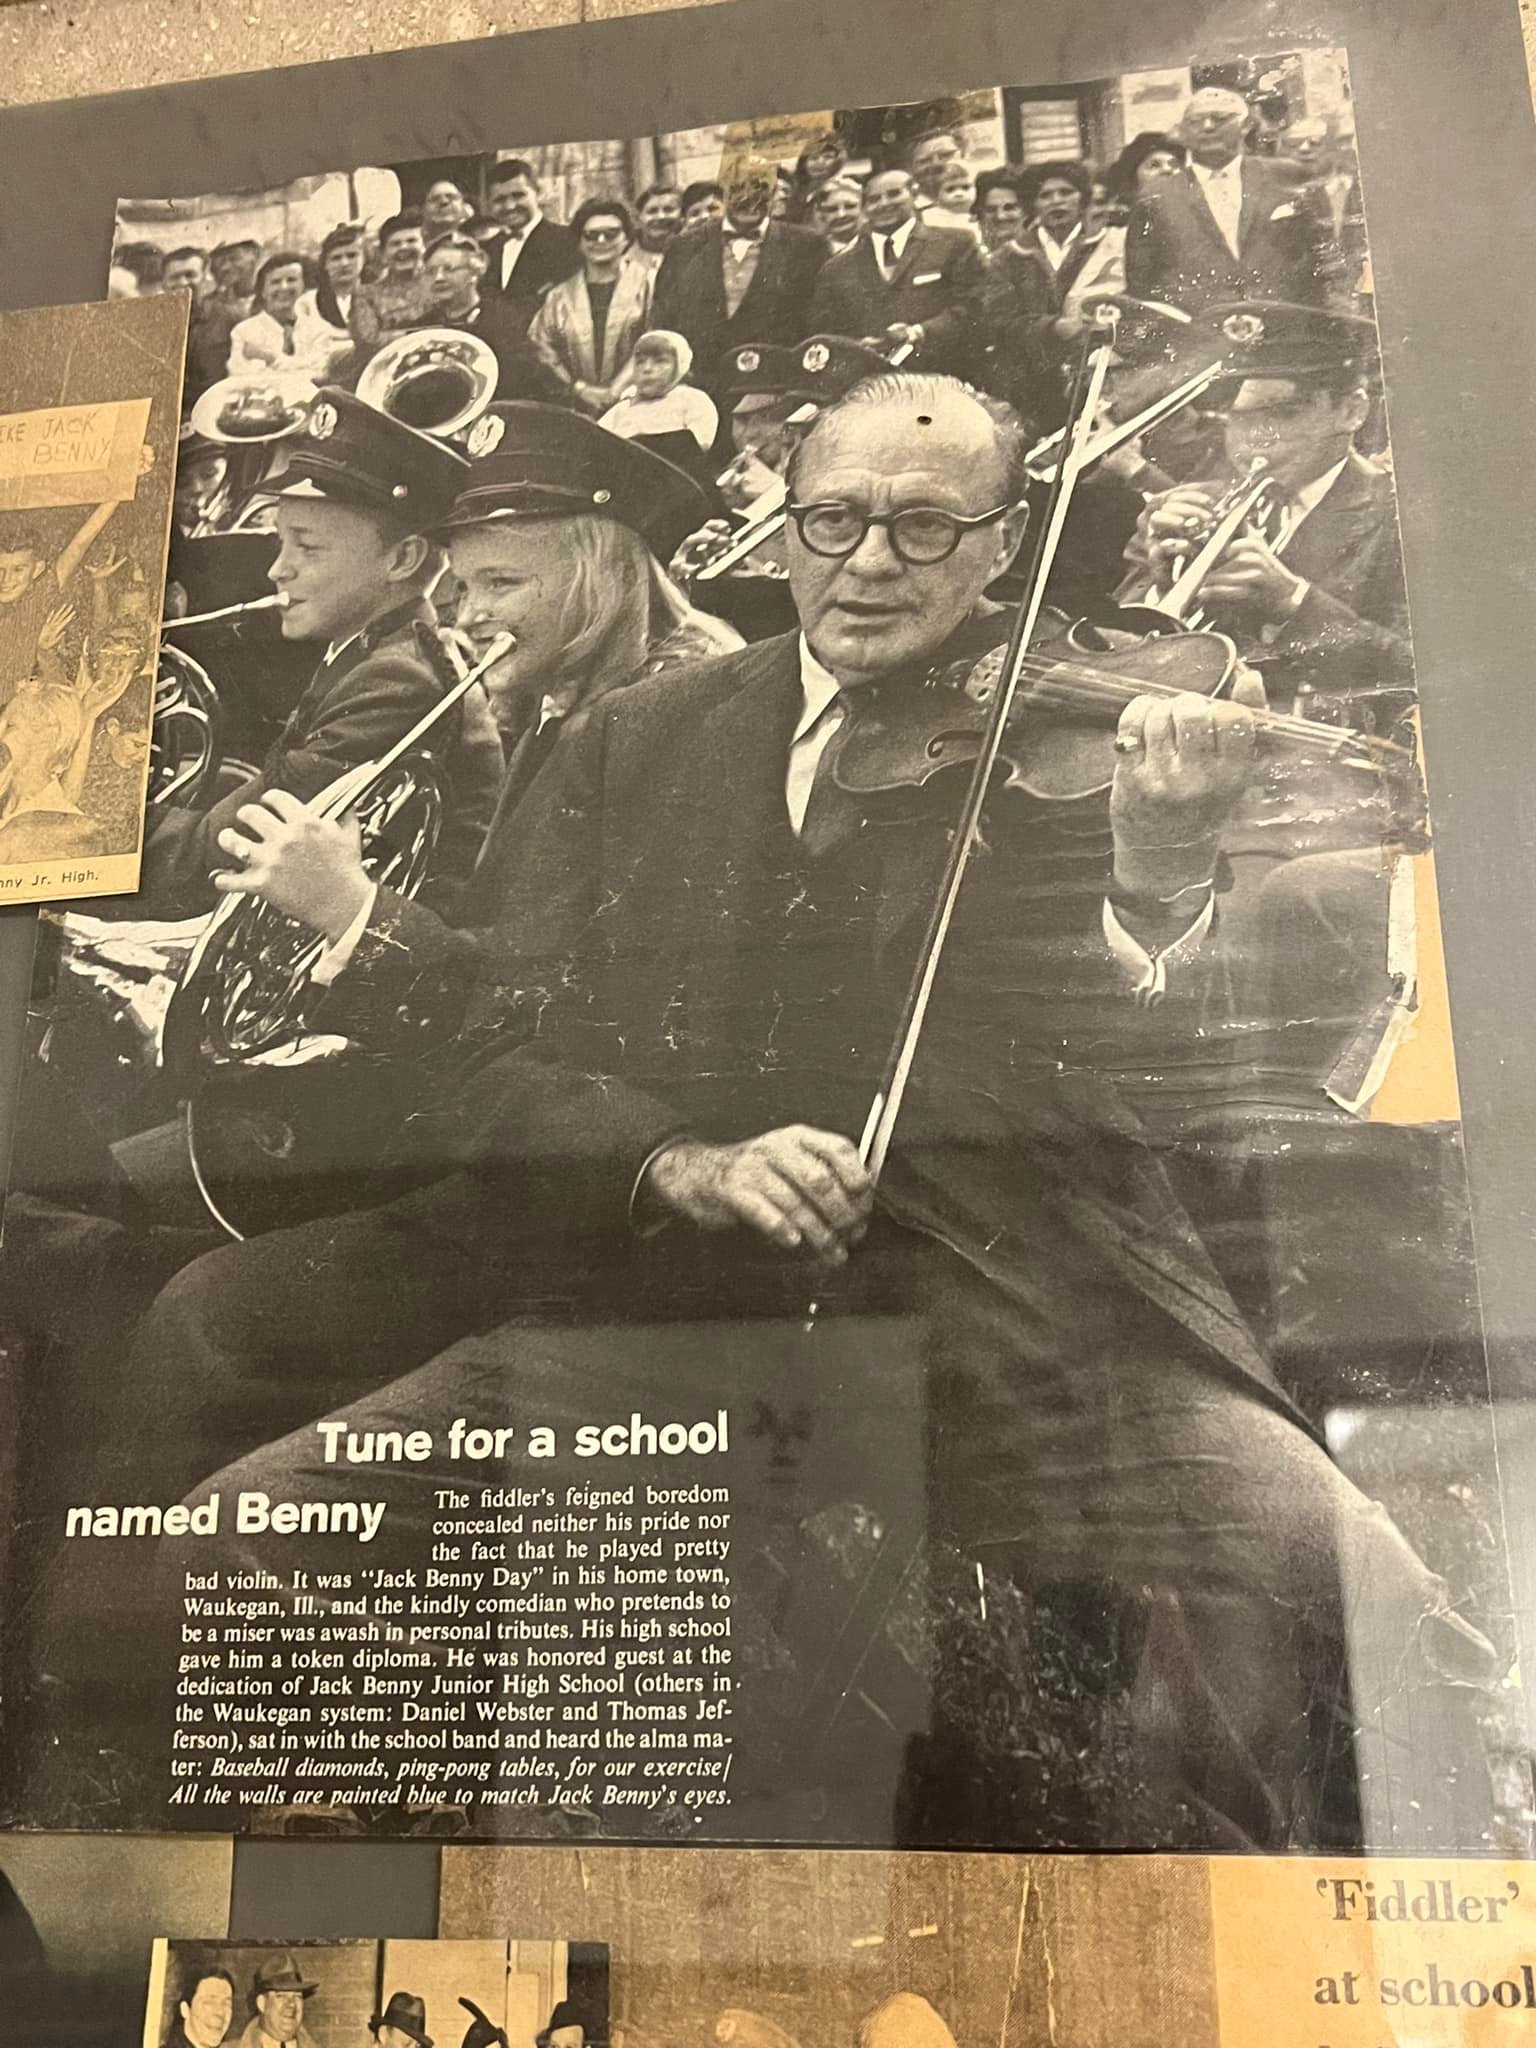 KE JACK
BENNY
nny Jr. High.
Tune for a school
named Benny
The fiddler's feigned boredom
concealed neither his pride nor
the fact that he played pretty
bad violin. It was "Jack Benny Day" in his home town,
Waukegan, Ill., and the kindly comedian who pretends to
be a miser was awash in personal tributes. His high school
gave him a token diploma. He was honored guest at the
dedication of Jack Benny Junior High School (others in
the Waukegan system: Daniel Webster and Thomas Jef-
ferson), sat in with the school band and heard the alma ma-
ter: Baseball diamonds, ping-pong tables, for our exercise/
All the walls are painted blue to match Jack Benny's eyes.
'Fiddler'
at school